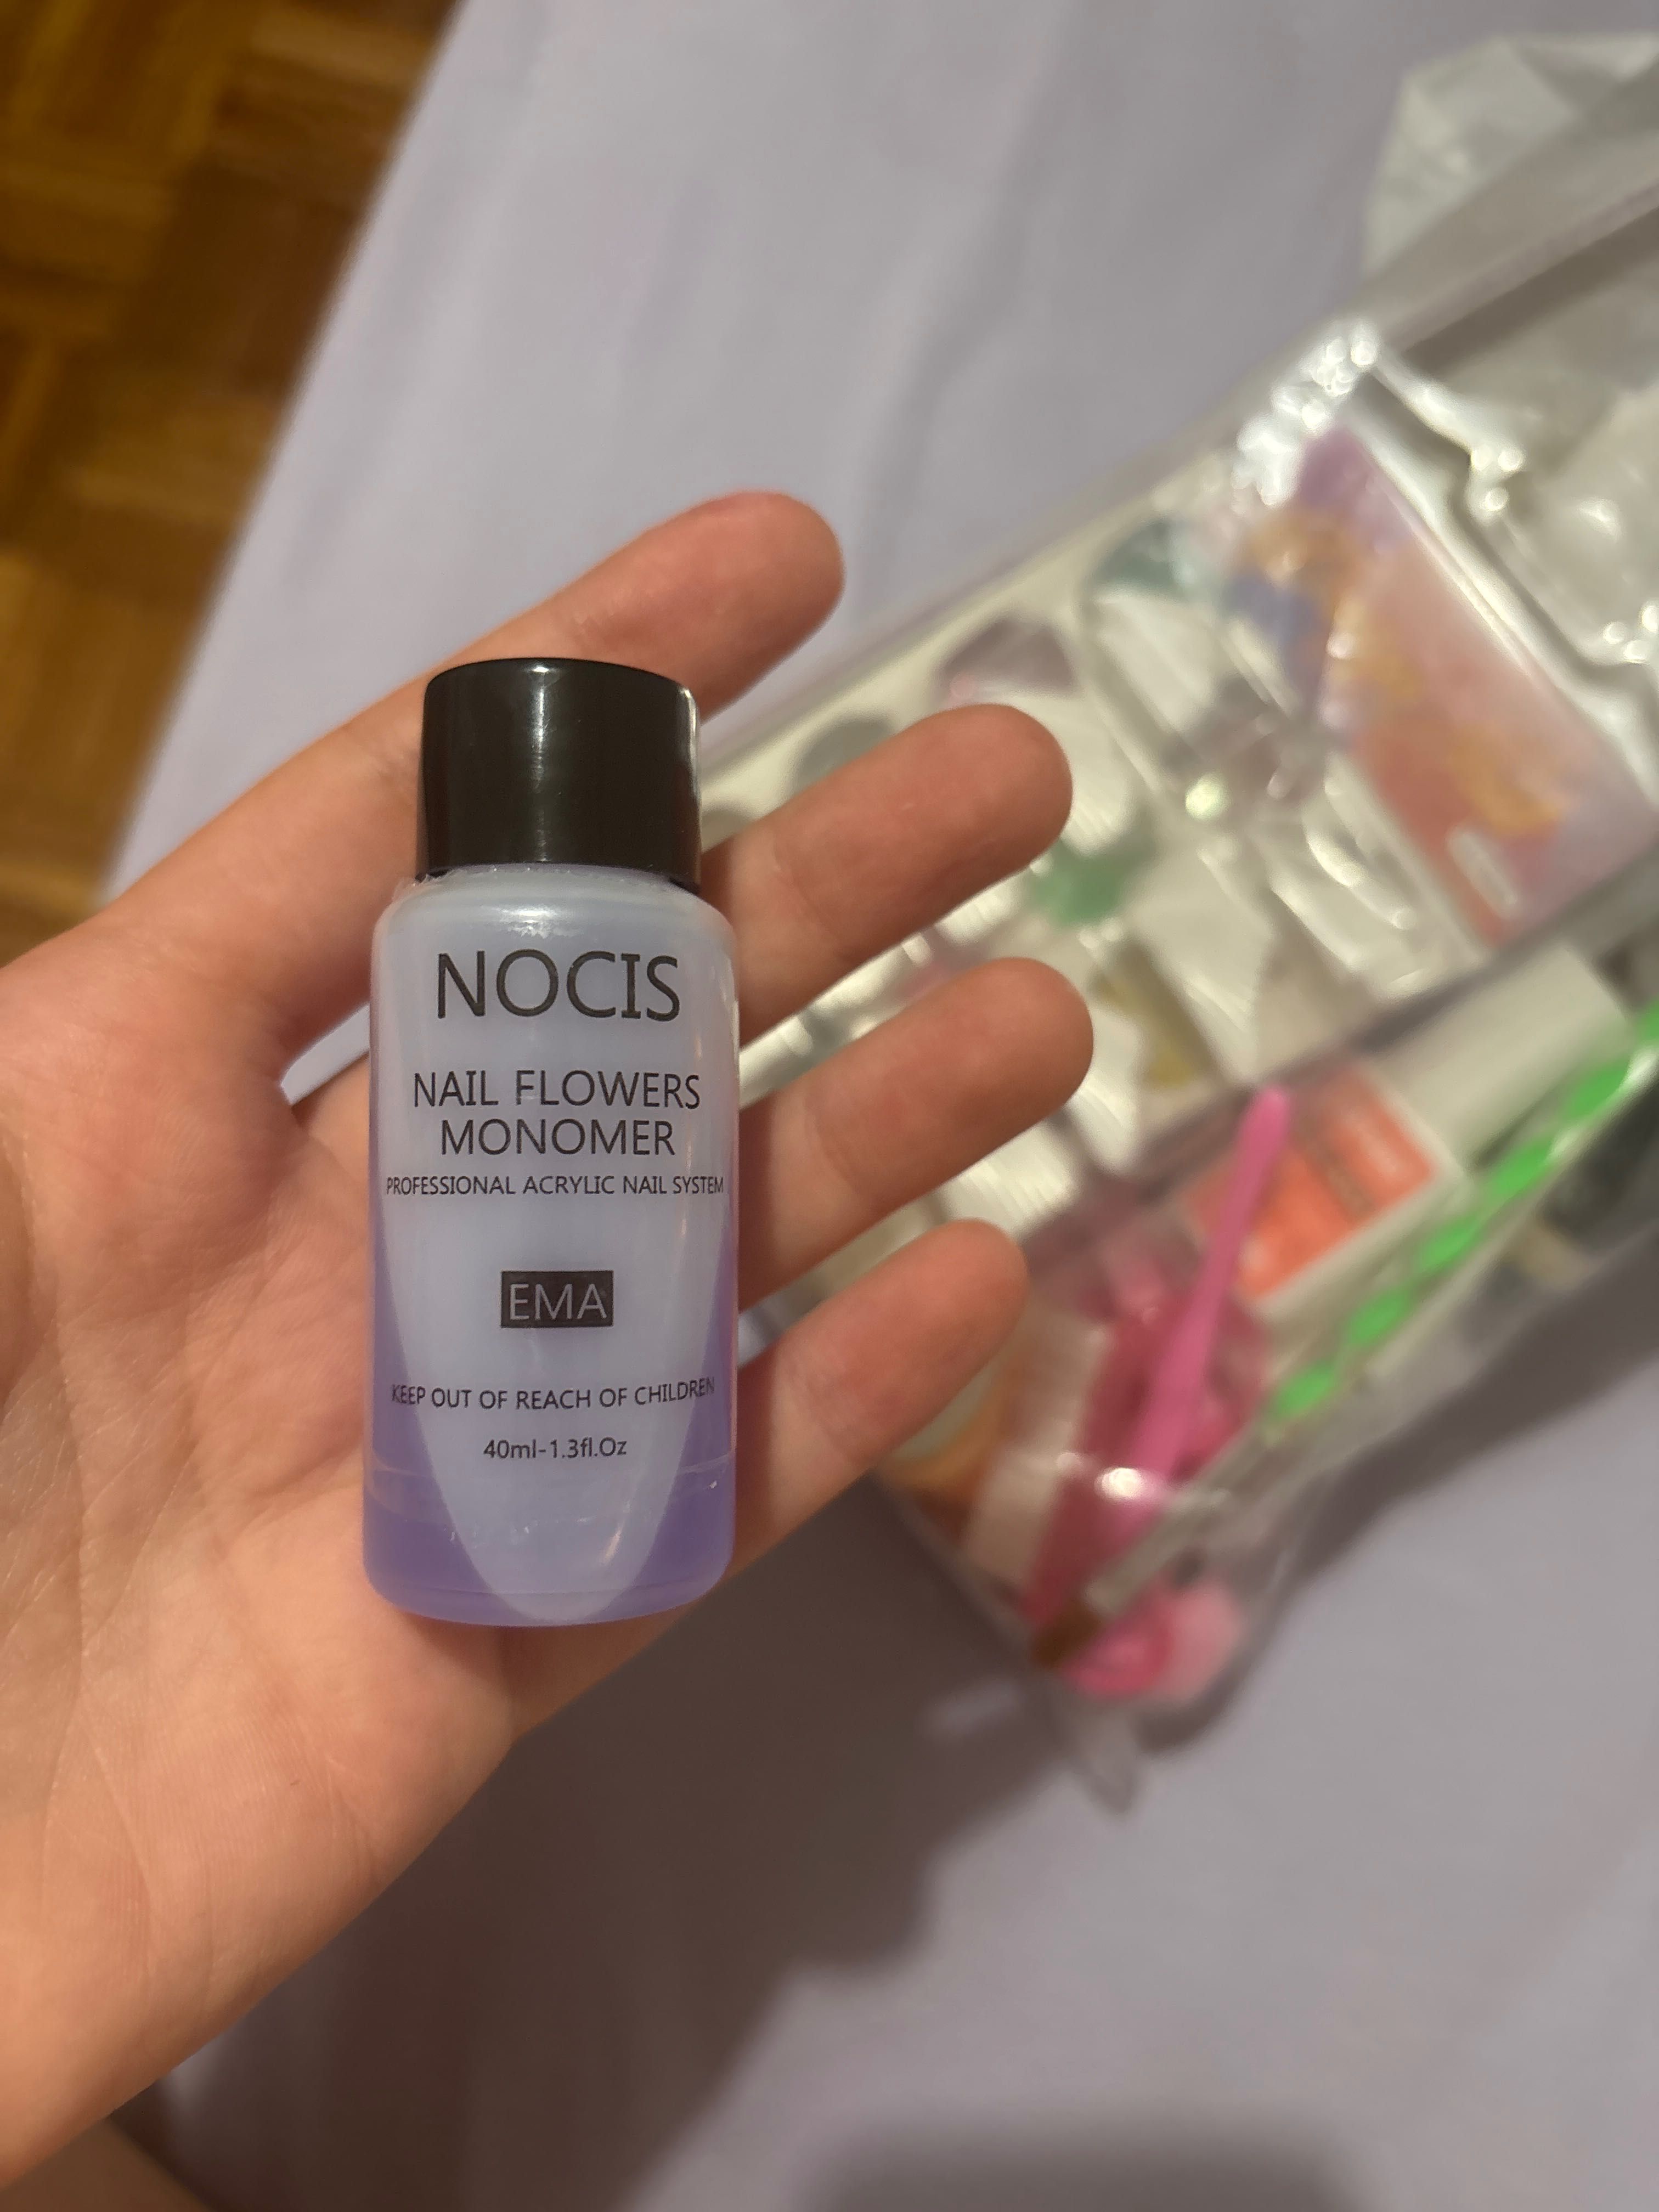 NOCIS
NAIL FLOWERS
MONOMER
PROFESSIONAL ACRYLIC NAIL SYSTEM
EMA
KEEP OUT OF REACH OF CHILDREN
40ml-1.3fl.Oz